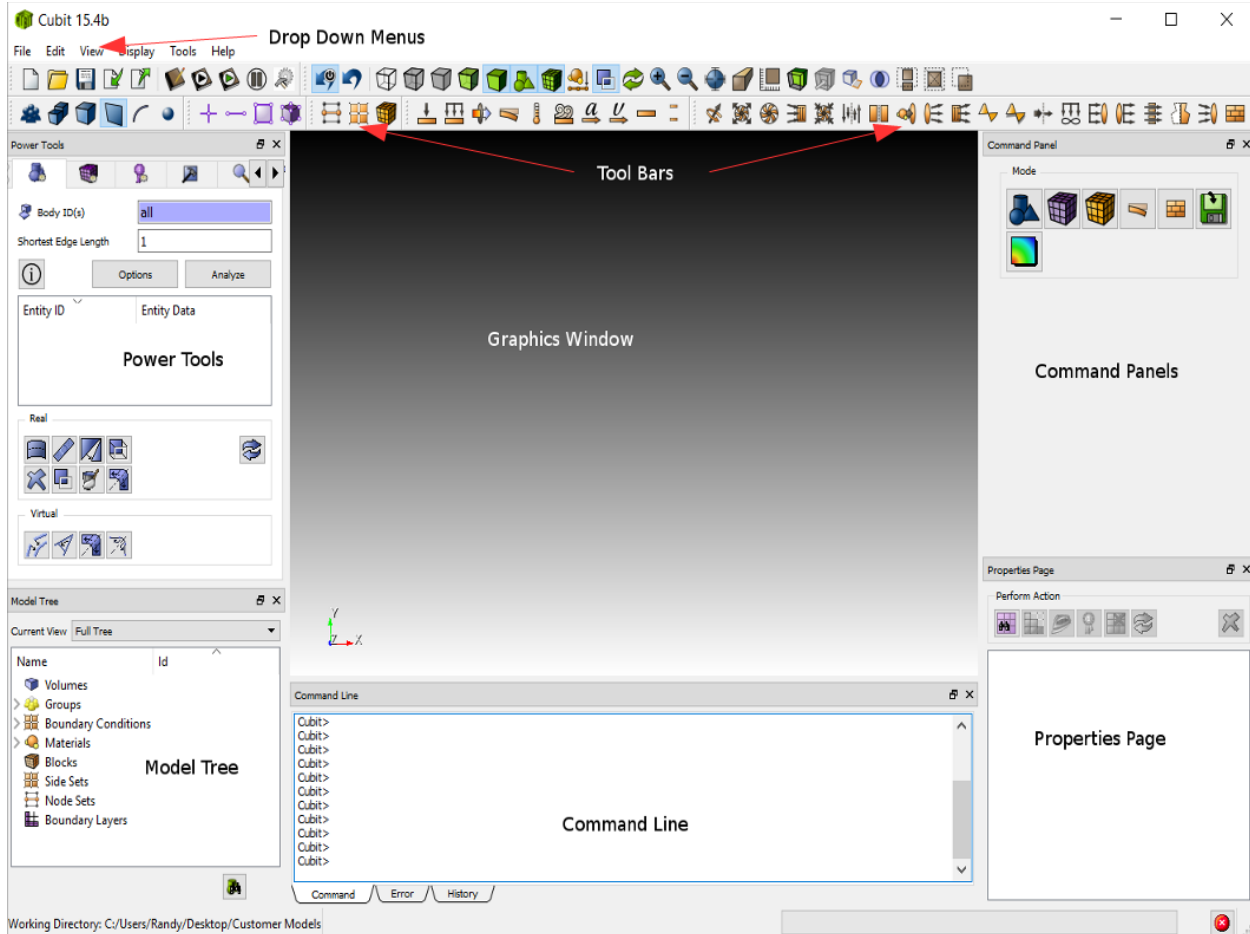 Cubit 15.4b
File Edit View Display Tools Help
Drop Down Menus
Power Tools
Body ID(s) all
Shortest Edge Length 1
Options Analyze
Entity ID Entity Data
Power Tools
Real
Virtual
Model Tree
Current View Full Tree
Name Id
Volumes
Groups
Boundary Conditions
Materials
Blocks
Side Sets
Node Sets
Boundary Layers
Model Tree
Tool Bars
Graphics Window
Y
Z X
Command Line
Cubit>
Cubit>
Cubit>
Cubit>
Cubit>
Cubit>
Cubit>
Cubit>
Cubit>
Cubit>
Cubit>
Command Line
Command Error History
Command Panel
Mode
Command Panels
Properties Page
Perform Action
Properties Page
Working Directory: C:/Users/Randy/Desktop/Customer Models